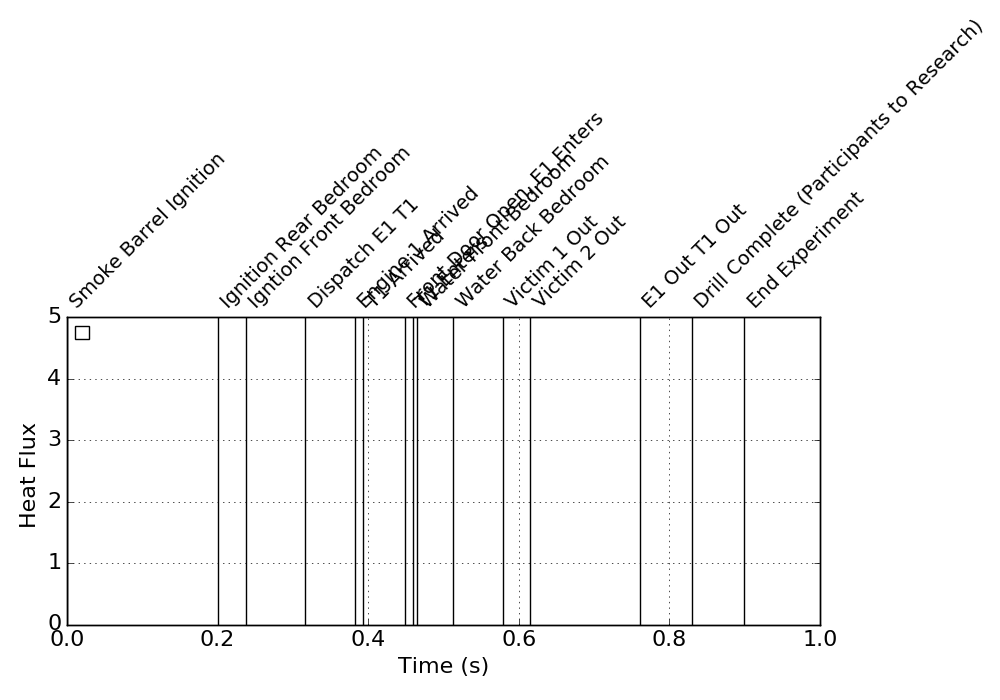 Smoke Barrel Ignition
Ignition Rear Bedroom
Igntion Front Bedroom
Dispatch E1 T1
Engine 1 Arrived
T1 Arrived
Front Door Open, E1 Enters
Water Front Bedroom
Water Back Bedroom
Victim 1 Out
Victim 2 Out
E1 Out T1 Out
Drill Complete (Participants to Research)
End Experiment
5
4
3
2
1
0
Heat Flux
0.0 0.2 0.4 0.6 0.8 1.0
Time (s)